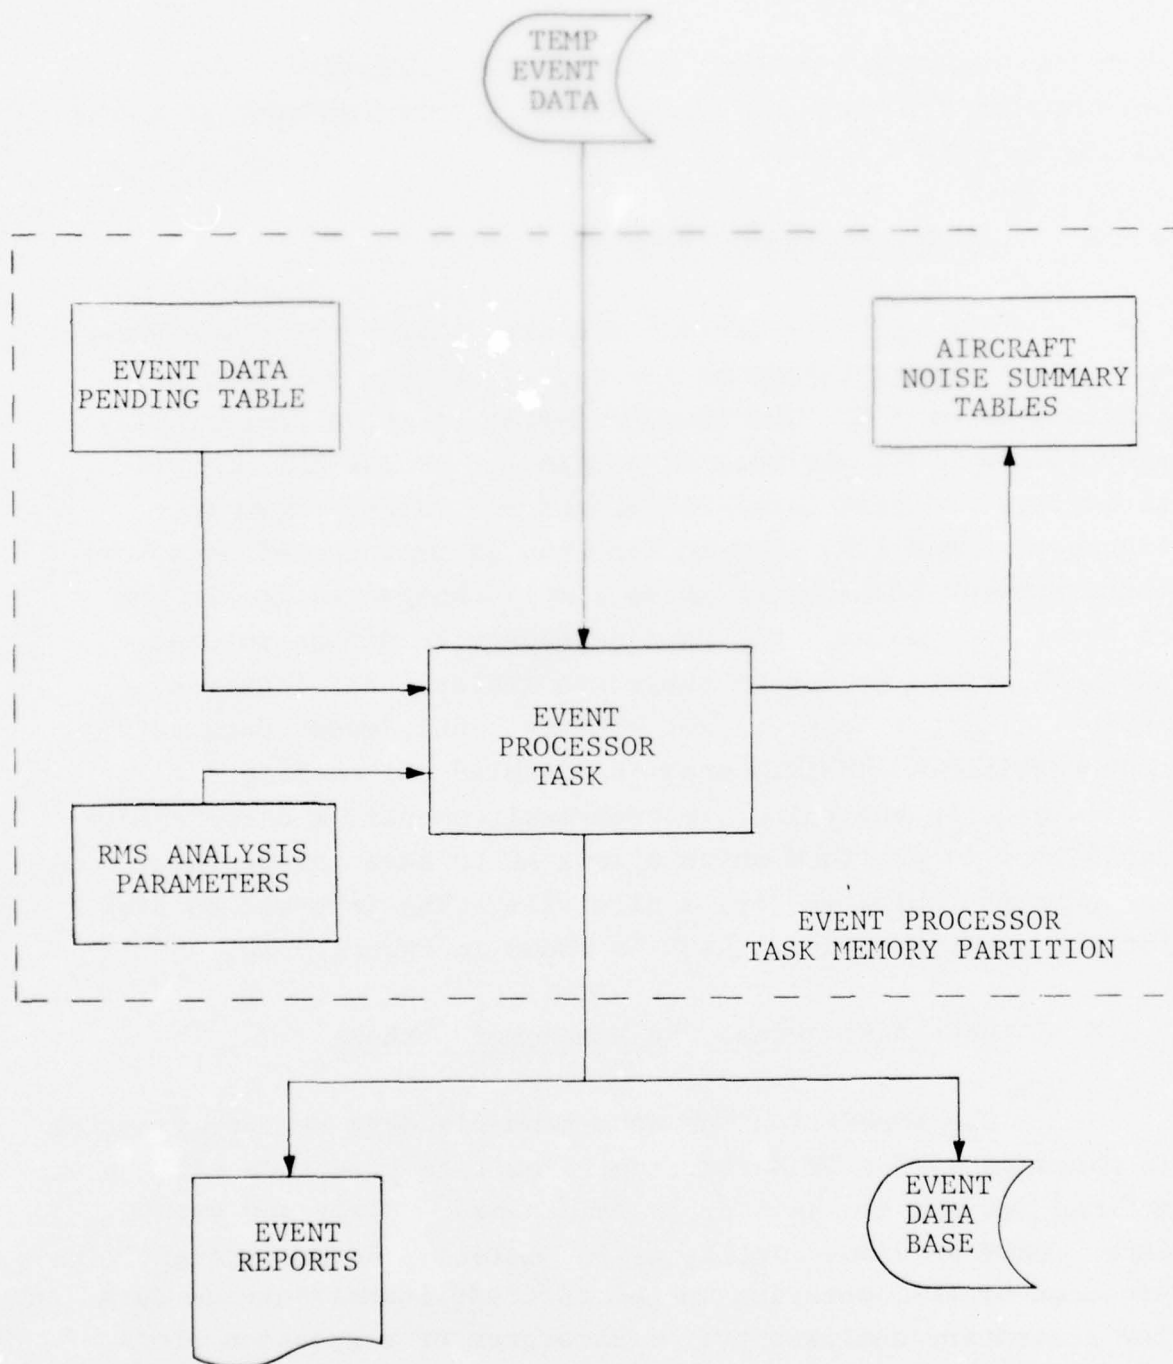 TEMP
EVENT
DATA
EVENT DATA
PENDING TABLE
AIRCRAFT
NOISE SUMMARY
TABLES
EVENT
PROCESSOR
TASK
RMS ANALYSIS
PARAMETERS
EVENT PROCESSOR
TASK MEMORY PARTITION
EVENT
REPORTS
EVENT
DATA
BASE